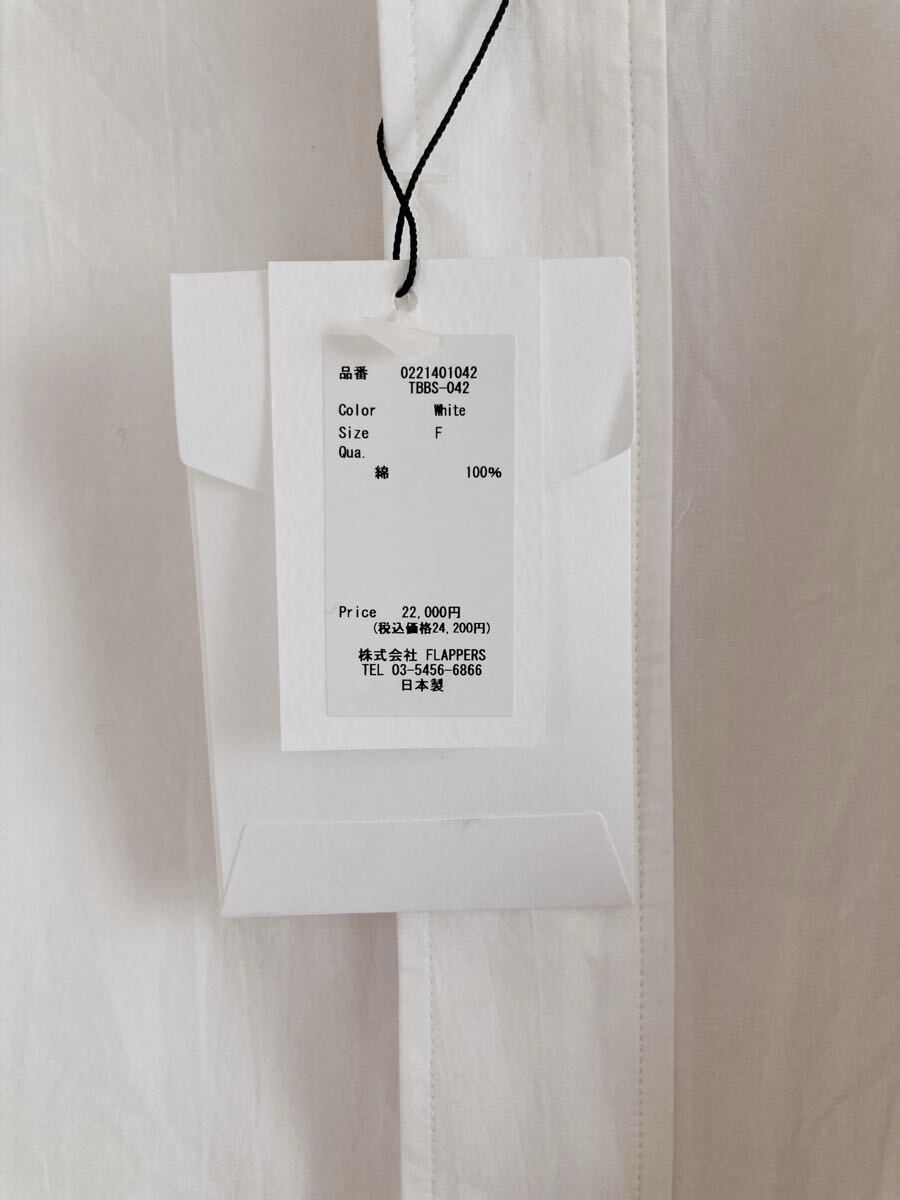 品番 0221401042
TBBS-042
Color White
Size F
Qua.
綿 100%
Price 22,000円
(税込価格24,200円)
株式会社 FLAPPERS
TEL 03-5456-6866
日本製